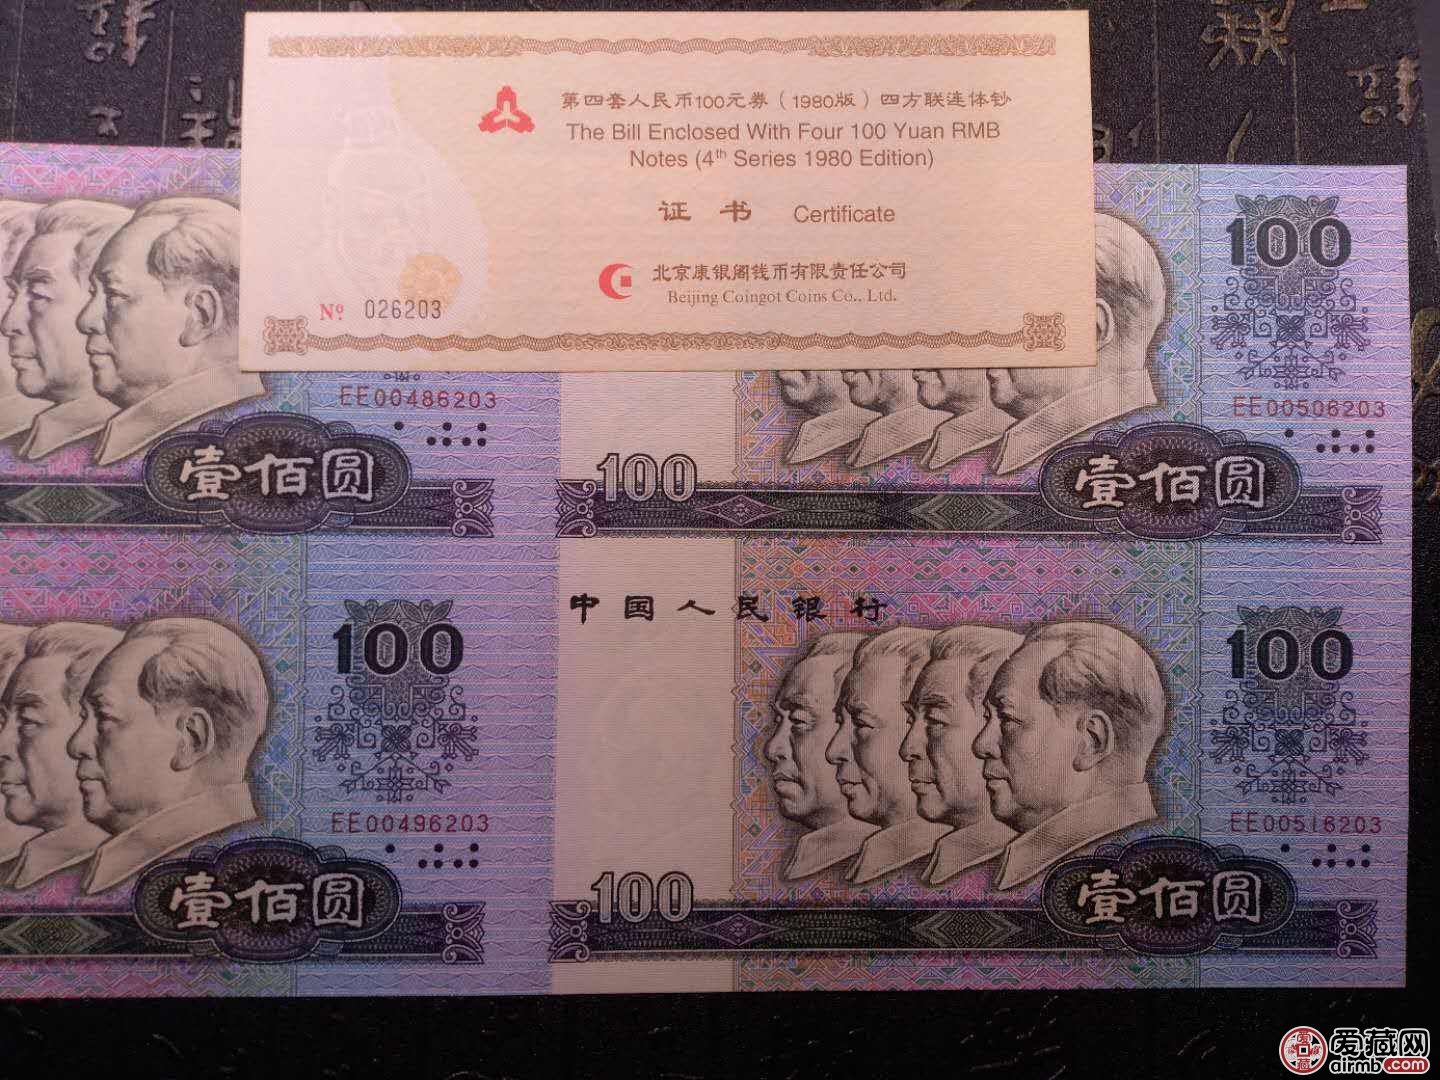 第四套人民币100元券（1980版）四方联连体钞
The Bill Enclosed With Four 100 Yuan RMB
Notes (4th Series 1980 Edition)
证书 Certificate
北京康银阁钱币有限责任公司
Beijing Coingot Coins Co., Ltd.
Nº 026203
100
EE00486203
EE00506203
壹佰圆
100
壹佰圆
中国人民银行
100
100
EE00496203
EE00516203
壹佰圆
100
壹佰圆
爱藏网
airmb.com